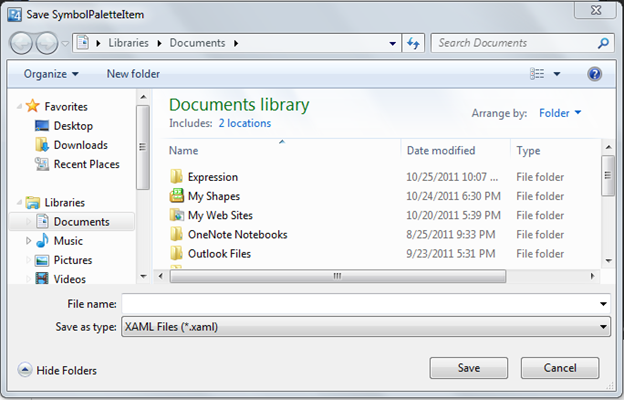 Save SymbolPaletteItem
Libraries Documents
Search Documents
Organize New folder
Favorites
Desktop
Downloads
Recent Places
Libraries
Documents
Music
Pictures
Videos
Documents library
Includes: 2 locations
Arrange by: Folder
Name Date modified Type
Expression 10/25/2011 10:07 ... File folder
My Shapes 10/24/2011 6:30 PM File folder
My Web Sites 10/20/2011 5:39 PM File folder
OneNote Notebooks 8/25/2011 9:33 PM File folder
Outlook Files 9/23/2011 5:31 PM File folder
File name:
Save as type: XAML Files (*.xaml)
Hide Folders Save Cancel